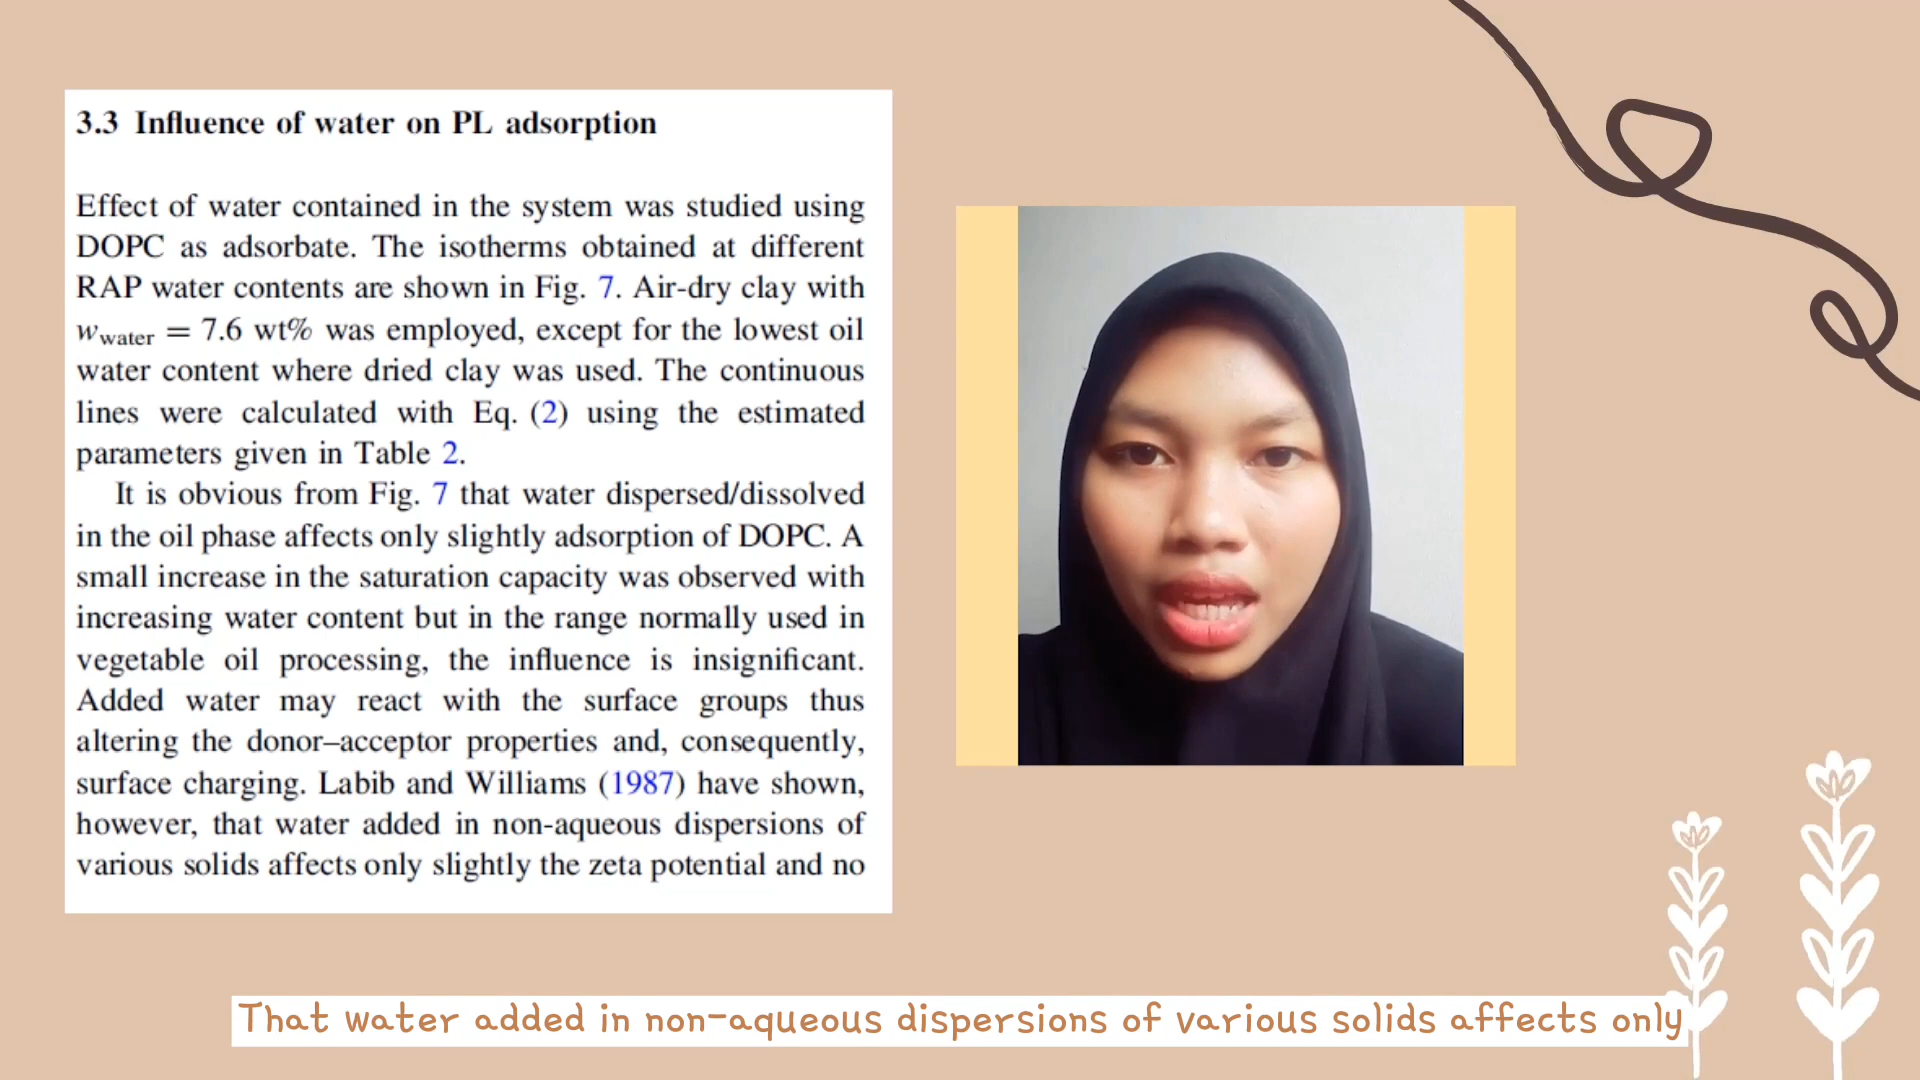 3.3 Influence of water on PL adsorption
Effect of water contained in the system was studied using
DOPC as adsorbate. The isotherms obtained at different
RAP water contents are shown in Fig. 7. Air-dry clay with
w water = 7.6 wt% was employed, except for the lowest oil
water content where dried clay was used. The continuous
lines were calculated with Eq. (2) using the estimated
parameters given in Table 2.
It is obvious from Fig. 7 that water dispersed/dissolved
in the oil phase affects only slightly adsorption of DOPC. A
small increase in the saturation capacity was observed with
increasing water content but in the range normally used in
vegetable oil processing, the influence is insignificant.
Added water may react with the surface groups thus
altering the donor–acceptor properties and, consequently,
surface charging. Labib and Williams (1987) have shown,
however, that water added in non-aqueous dispersions of
various solids affects only slightly the zeta potential and no
That water added in non-aqueous dispersions of various solids affects only